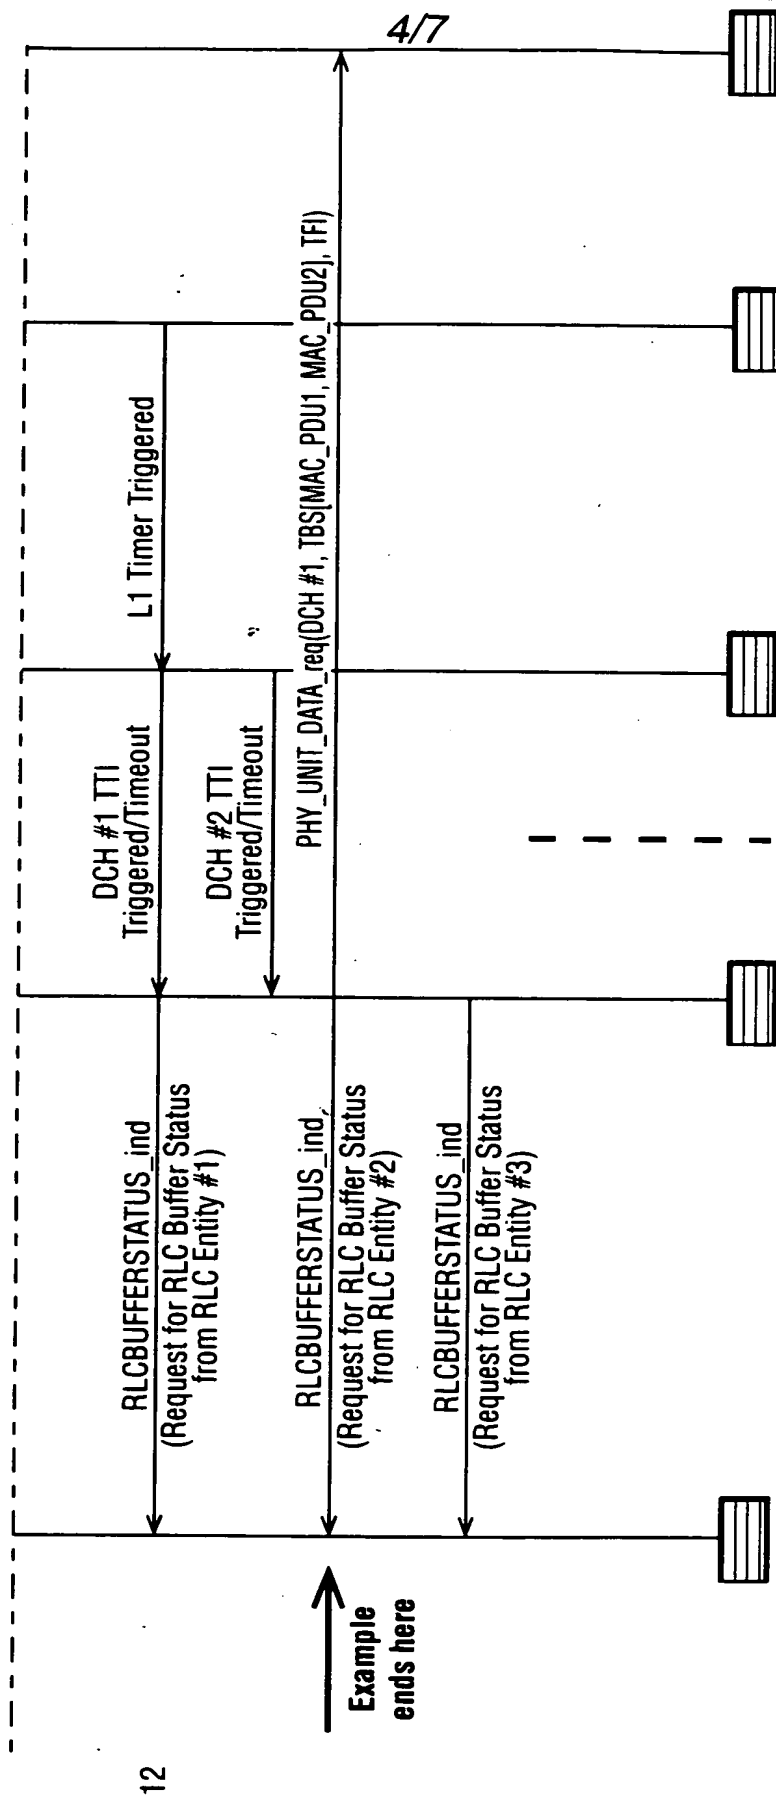 4/7
L1 Timer Triggered
DCH #1 TTI
Triggered/Timeout
DCH #2 TTI
Triggered/Timeout
PHY_UNIT_DATA_req(DCH #1, TBS[MAC_PDU1, MAC_PDU2], TFI)
RLCBUFFERSTATUS_ind
(Request for RLC Buffer Status
from RLC Entity #1)
RLCBUFFERSTATUS_ind
(Request for RLC Buffer Status
from RLC Entity #2)
RLCBUFFERSTATUS_ind
(Request for RLC Buffer Status
from RLC Entity #3)
Example
ends here
12